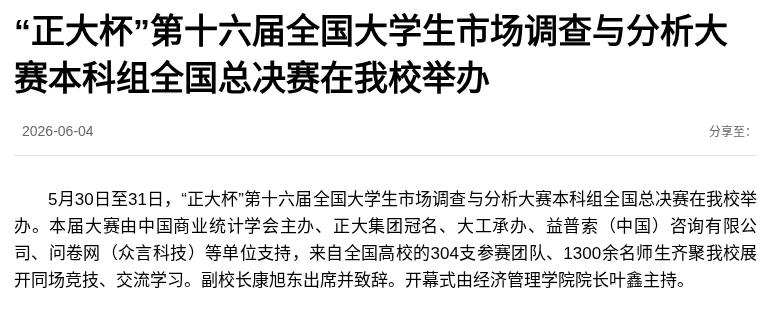 “正大杯”第十六届全国大学生市场调查与分析大
赛本科组全国总决赛在我校举办
2026-06-04
分享至：
5月30日至31日，“正大杯”第十六届全国大学生市场调查与分析大赛本科组全国总决赛在我校举
办。本届大赛由中国商业统计学会主办、正大集团冠名、大工承办、益普索（中国）咨询有限公
司、问卷网（众言科技）等单位支持，来自全国高校的304支参赛团队、1300余名师生齐聚我校展
开同场竞技、交流学习。副校长康旭东出席并致辞。开幕式由经济管理学院院长叶鑫主持。